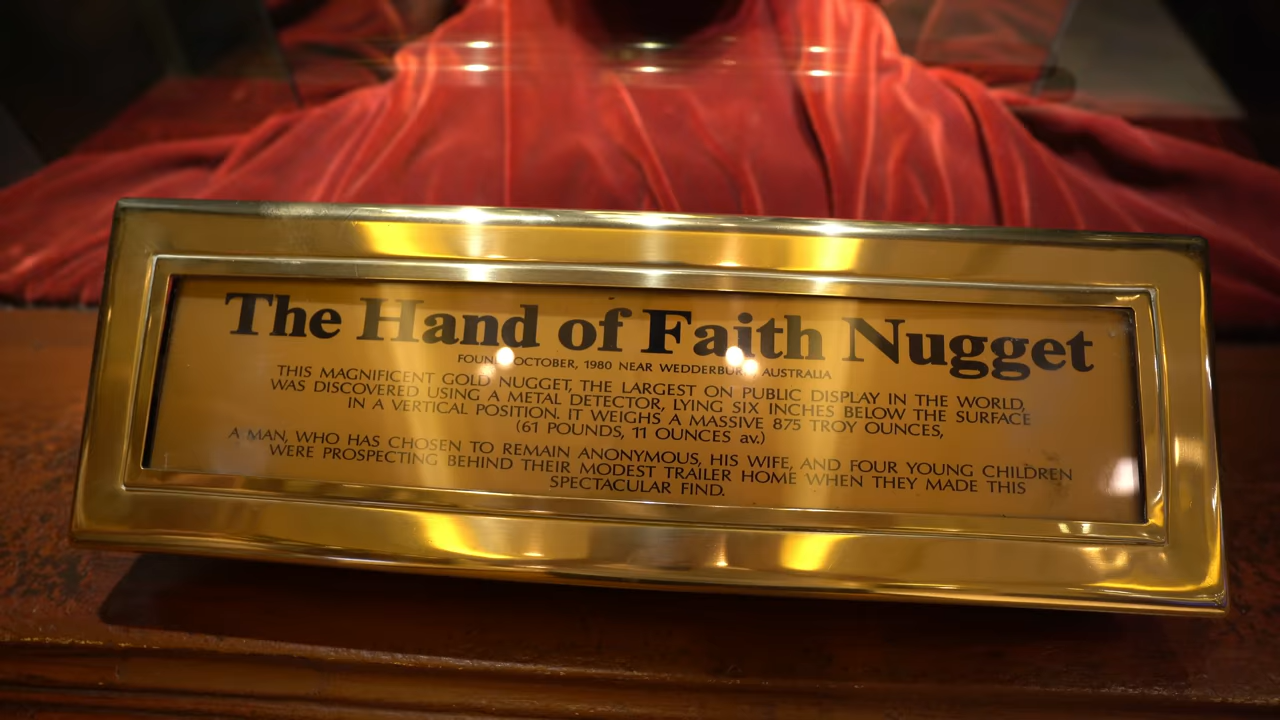 The Hand of Faith Nugget
FOUND OCTOBER, 1980 NEAR WEDDERBURN, AUSTRALIA
THIS MAGNIFICENT GOLD NUGGET, THE LARGEST ON PUBLIC DISPLAY IN THE WORLD,
WAS DISCOVERED USING A METAL DETECTOR, LYING SIX INCHES BELOW THE SURFACE
IN A VERTICAL POSITION. IT WEIGHS A MASSIVE 875 TROY OUNCES,
(61 POUNDS, 11 OUNCES av.)
A MAN, WHO HAS CHOSEN TO REMAIN ANONYMOUS, HIS WIFE, AND FOUR YOUNG CHILDREN
WERE PROSPECTING BEHIND THEIR MODEST TRAILER HOME WHEN THEY MADE THIS
SPECTACULAR FIND.